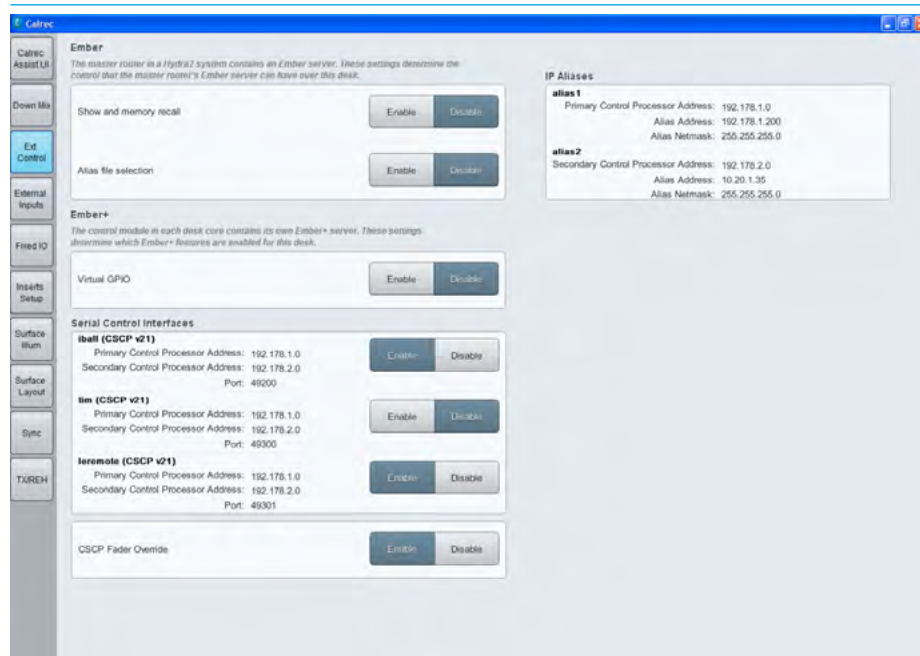 Calrec
Calrec
Assist UI
Down Mix
Ext
Control
External
Inputs
Fixed IO
Inserts
Setup
Surface
Illum
Surface
Layout
Sync
TX/REH
Ember
The master router in a Hydra2 system contains an Ember server. These settings determine the
control that the master router's Ember server can have over this desk.
Show and memory recall
Enable
Disable
Alias file selection
Enable
Disable
Ember+
The control module in each desk core contains its own Ember+ server. These settings
determine which Ember+ features are enabled for this desk.
Virtual GPIO
Enable
Disable
Serial Control Interfaces
iball (CSCP v21)
Primary Control Processor Address: 192.178.1.0
Secondary Control Processor Address: 192.178.2.0
Port: 49200
Enable
Disable
tim (CSCP v21)
Primary Control Processor Address: 192.178.1.0
Secondary Control Processor Address: 192.178.2.0
Port: 49300
Enable
Disable
leremote (CSCP v21)
Primary Control Processor Address: 192.178.1.0
Secondary Control Processor Address: 192.178.2.0
Port: 49301
Enable
Disable
CSCP Fader Override
Enable
Disable
IP Aliases
alias1
Primary Control Processor Address: 192.178.1.0
Alias Address: 192.178.1.200
Alias Netmask: 255.255.255.0
alias2
Secondary Control Processor Address: 192.178.2.0
Alias Address: 10.20.1.35
Alias Netmask: 255.255.255.0